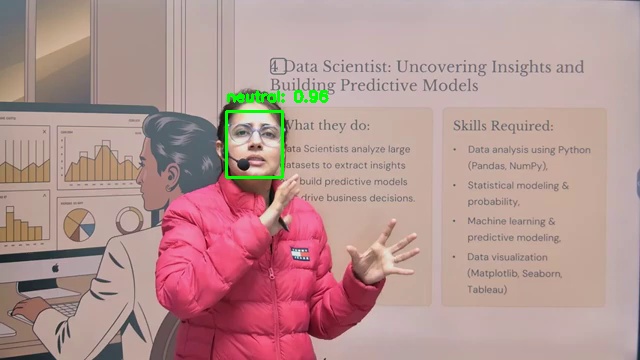 neutral: 0.96
4 Data Scientist: Uncovering Insights and
Building Predictive Models
What they do:
Data Scientists analyze large
datasets to extract insights
build predictive models
drive business decisions.
Skills Required:
• Data analysis using Python
(Pandas, NumPy),
• Statistical modeling &
probability,
• Machine learning &
predictive modeling,
• Data visualization
(Matplotlib, Seaborn,
Tableau)